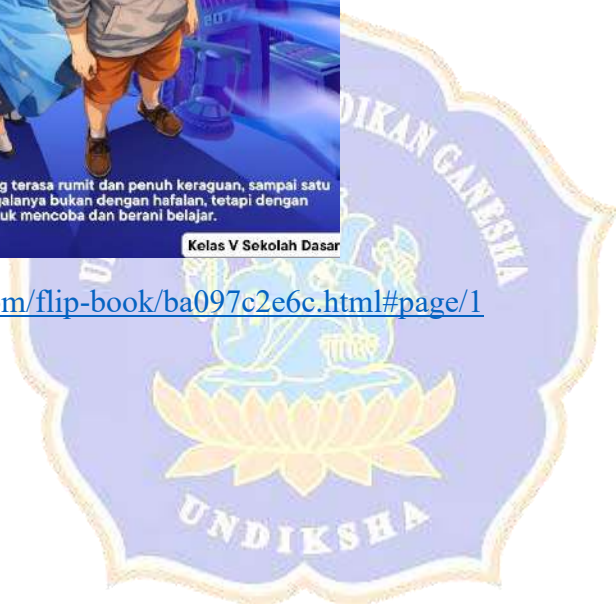 g terasa rumit dan penuh keraguan, sampai satu
galanya bukan dengan hafalan, tetapi dengan
uk mencoba dan berani belajar.
Kelas V Sekolah Dasar
m/flip-book/ba097c2e6c.html#page/1
DIKAN GANESHA
U
UNDIKSHA